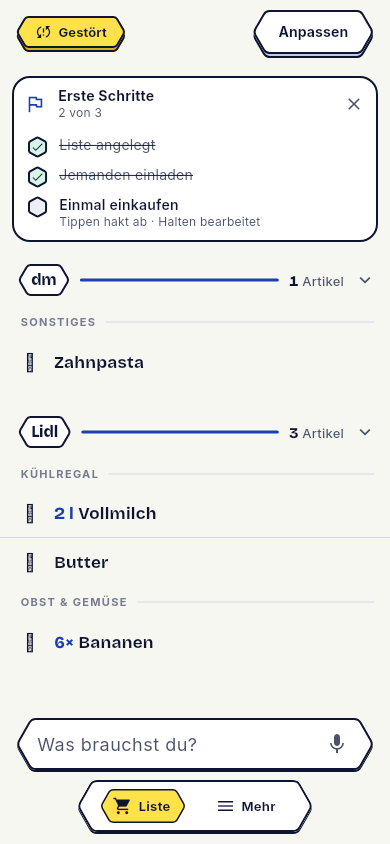 Gestört
Anpassen
Erste Schritte
2 von 3
Liste angelegt
Jemanden einladen
Einmal einkaufen
Tippen hakt ab · Halten bearbeitet
dm
1 Artikel
SONSTIGES
Zahnpasta
Lidl
3 Artikel
KÜHLREGAL
2 l Vollmilch
Butter
OBST & GEMÜSE
6× Bananen
Was brauchst du?
Liste
Mehr